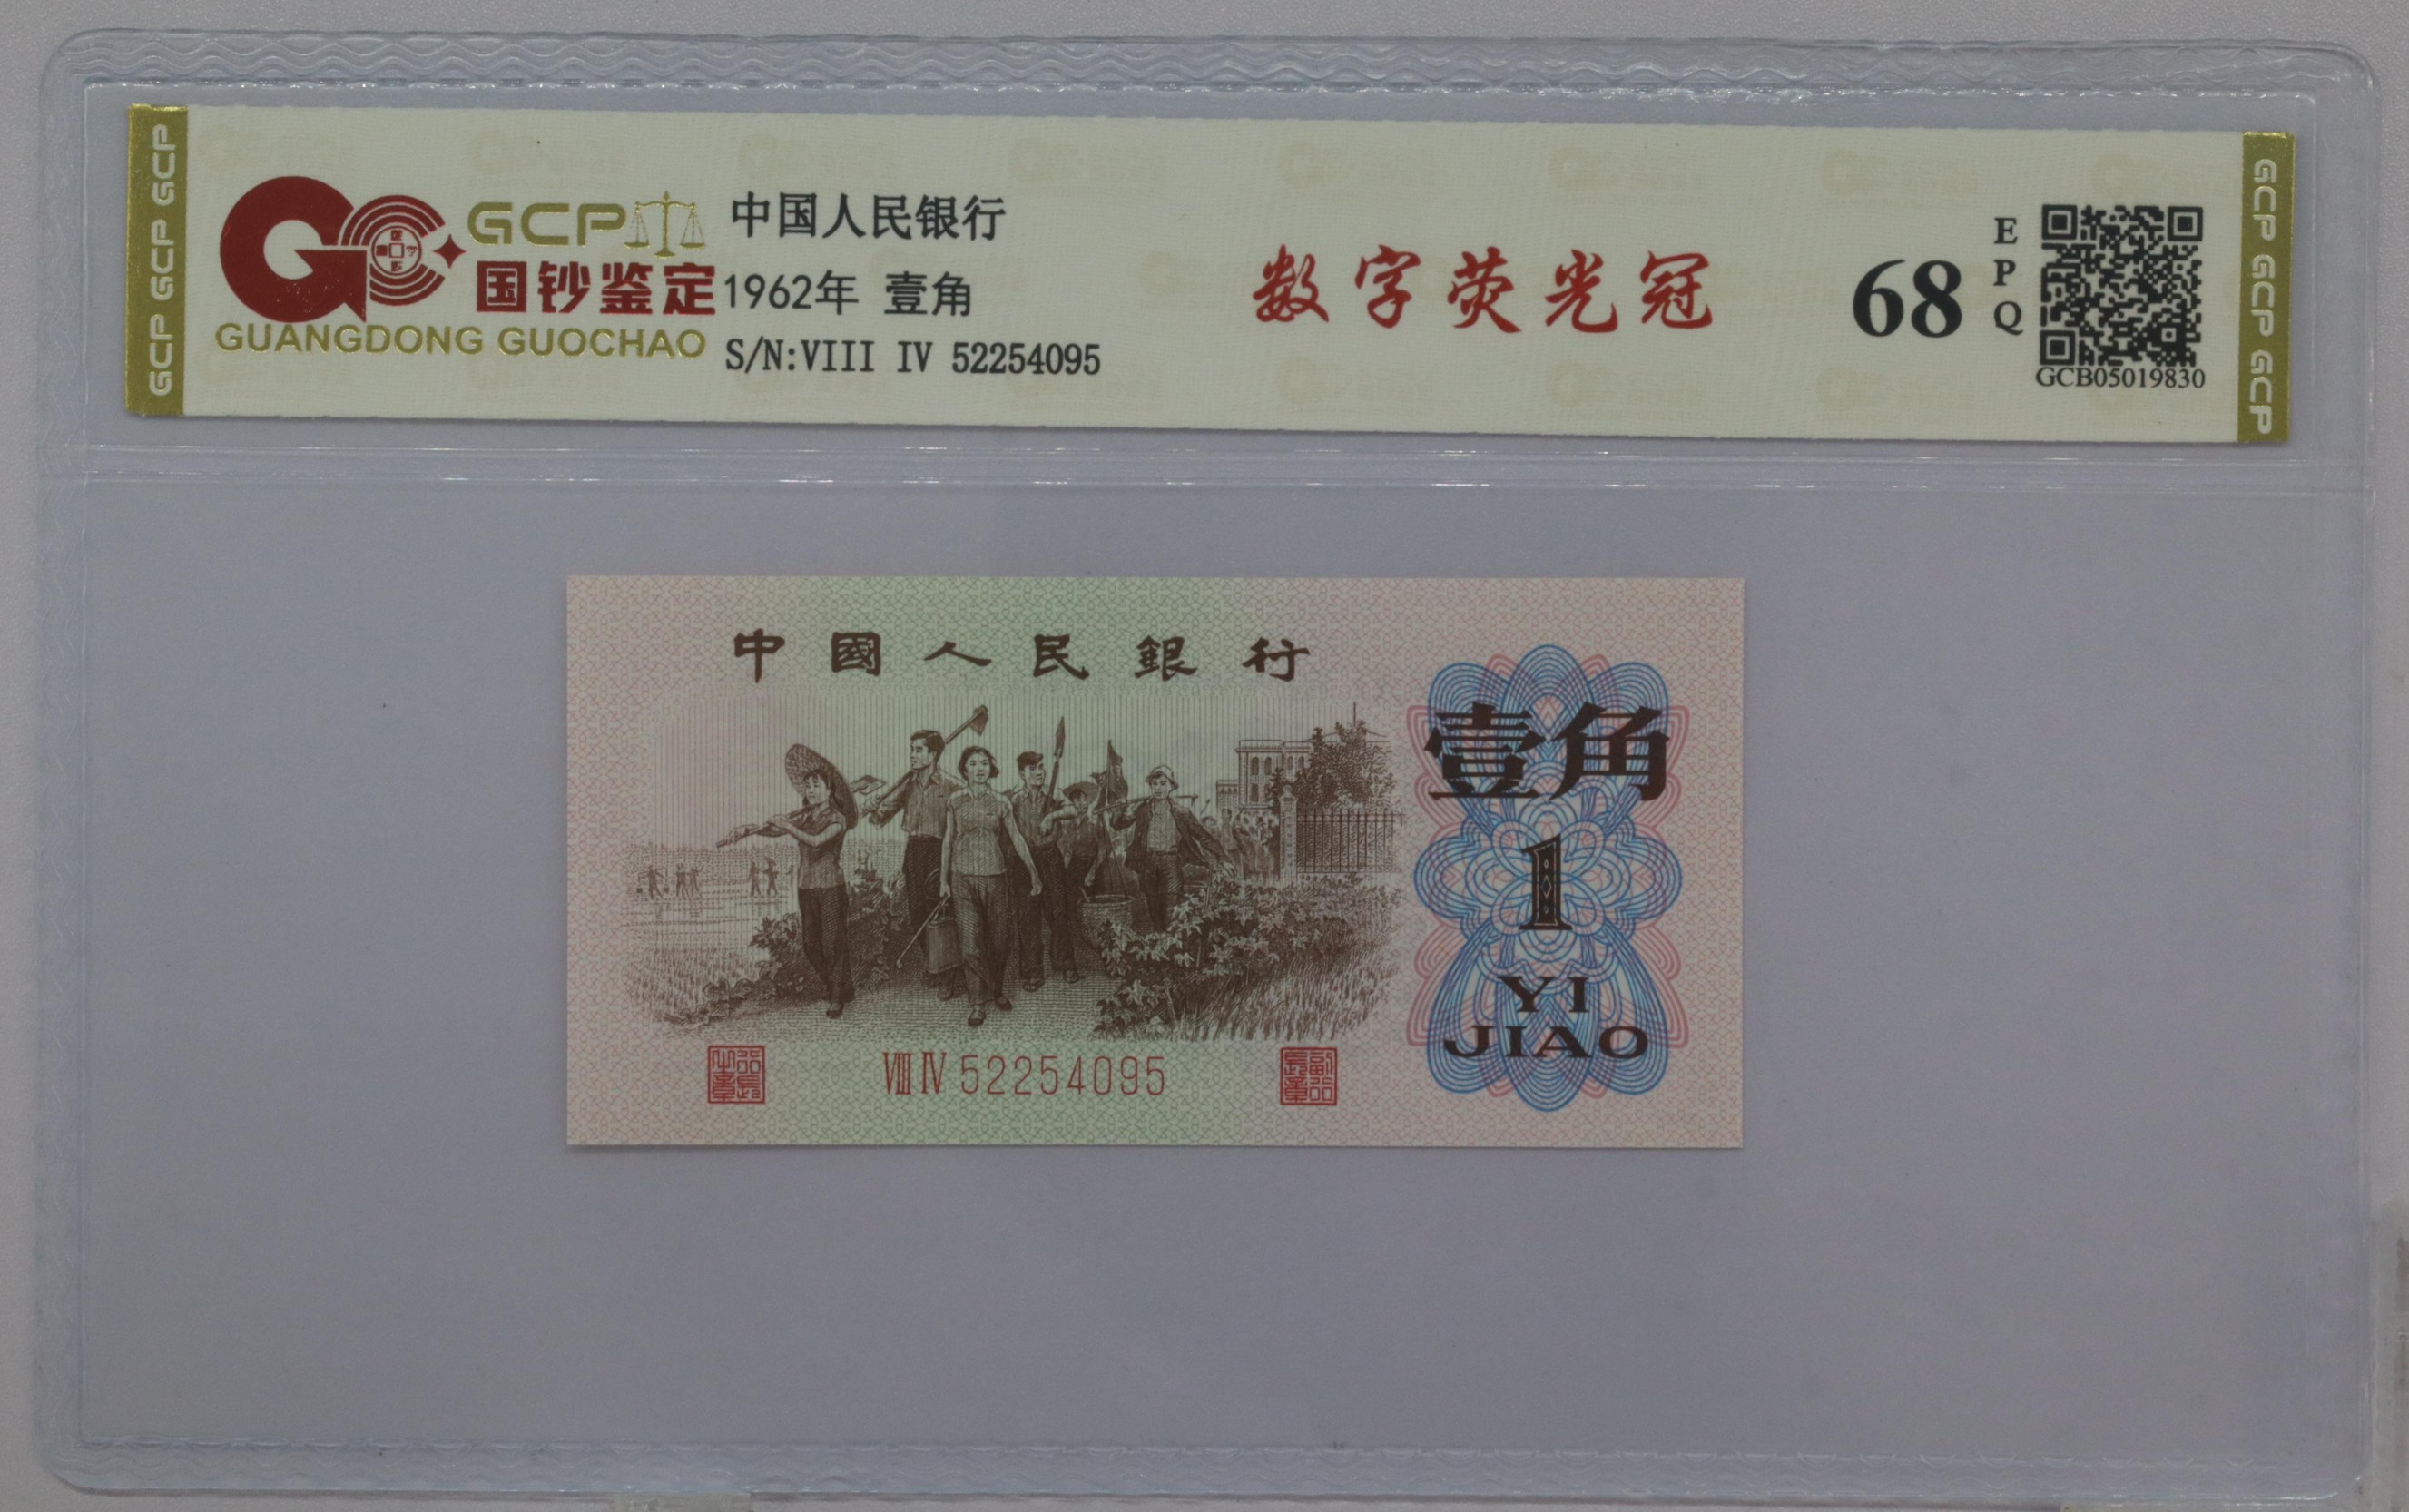 GCP GCP GCP
GCP
国钞鉴定
GUANGDONG GUOCHAO
中国人民银行
1962年 壹角
S/N:VIII IV 52254095
数字荧光冠
68
EPQ
GCB05019830
GCP GCP GCP
中國人民銀行
壹角
1
YI
JIAO
VIII IV 52254095